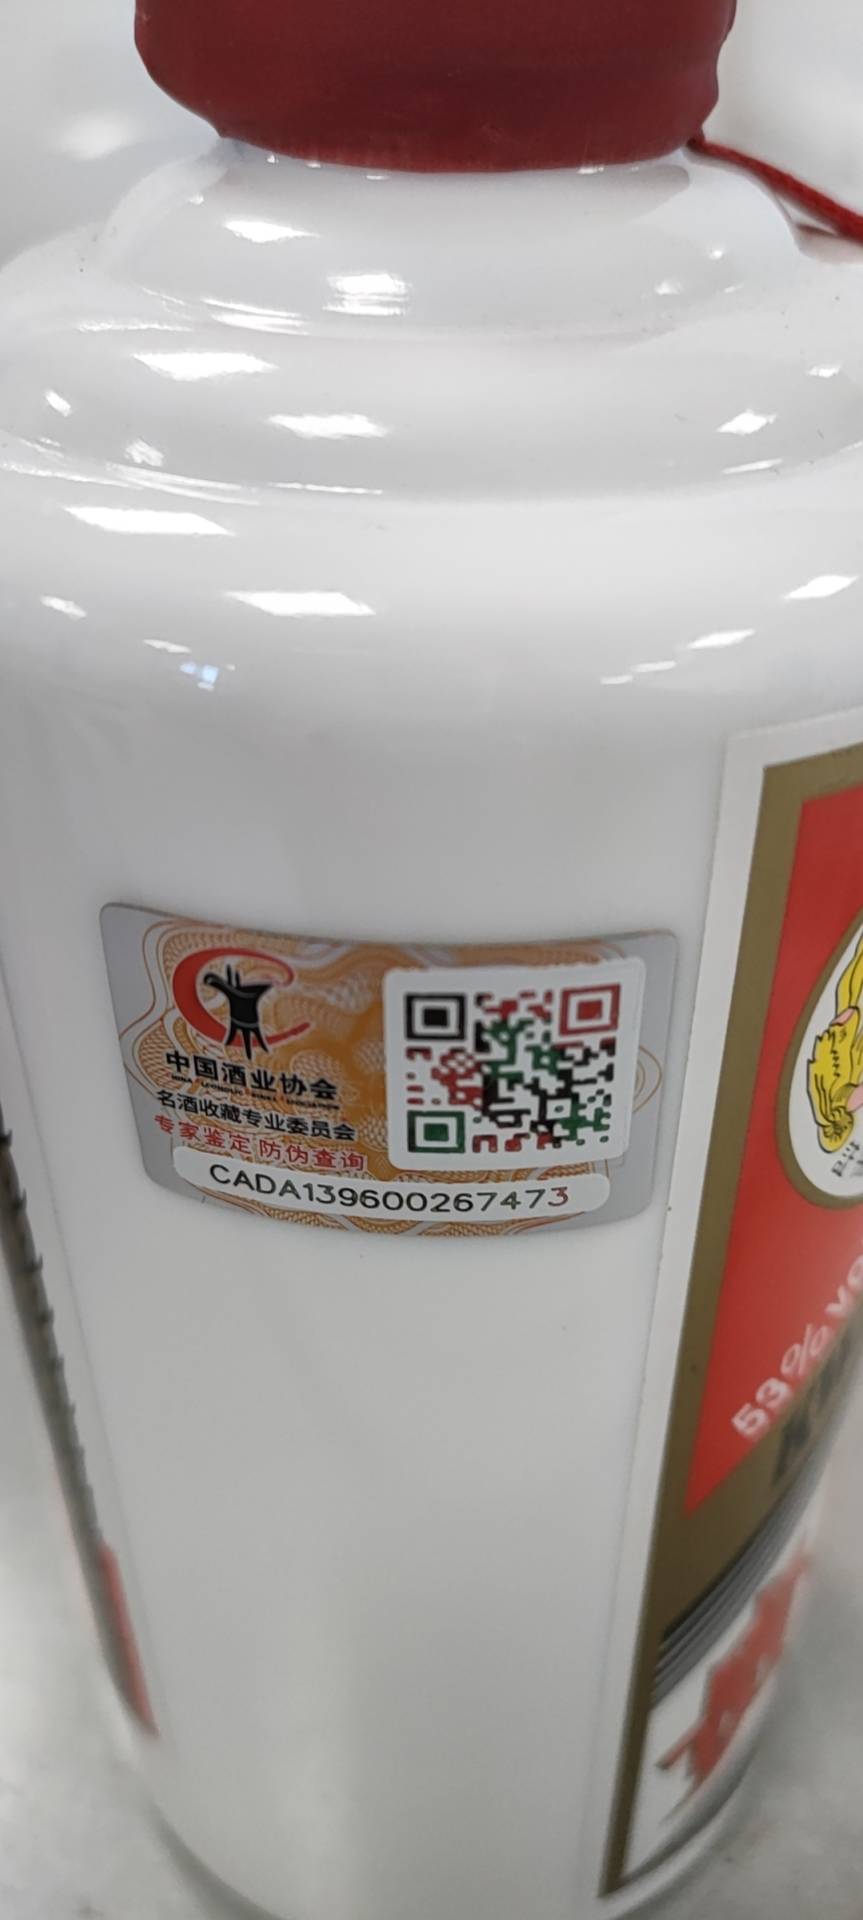 中国酒业协会
名酒收藏专业委员会
专家鉴定 防伪查询
CADA139600267473
53%